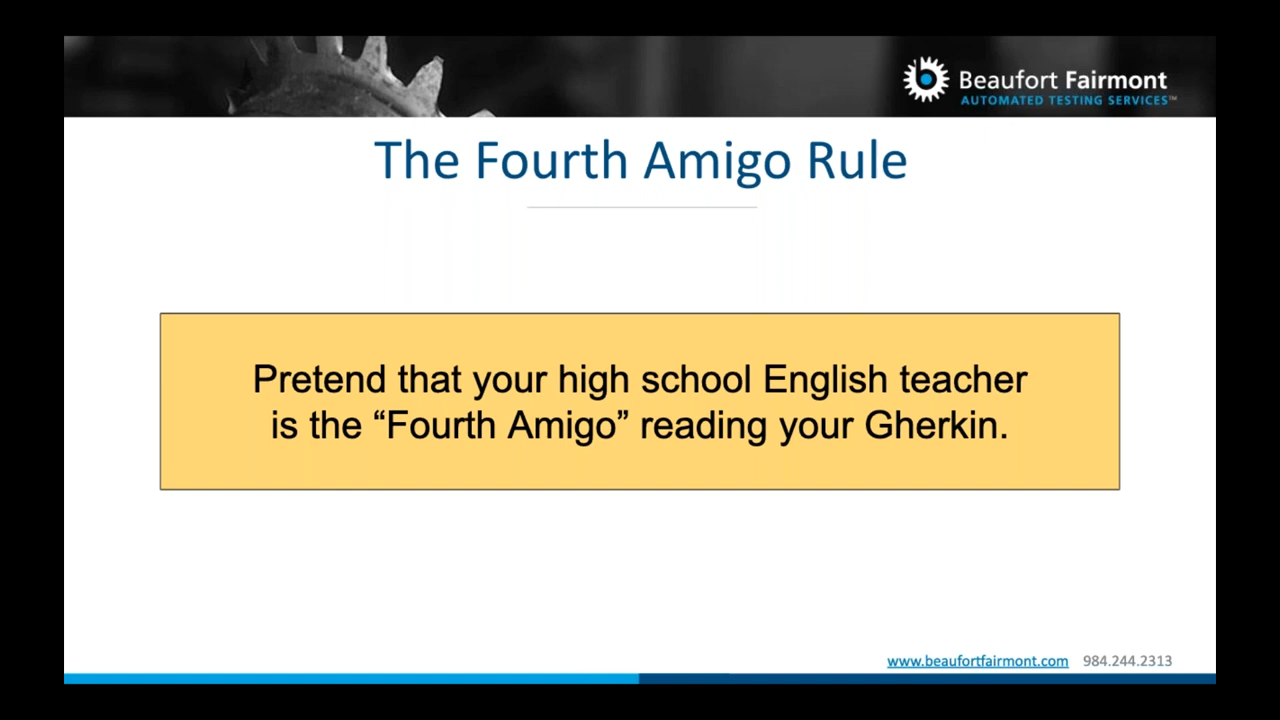 Beaufort Fairmont
AUTOMATED TESTING SERVICES™
The Fourth Amigo Rule
Pretend that your high school English teacher
is the “Fourth Amigo” reading your Gherkin.
www.beaufortfairmont.com 984.244.2313